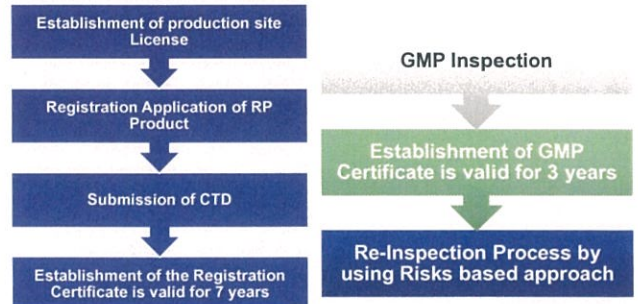 Establishment of production site
License
Registration Application of RP
Product
Submission of CTD
Establishment of the Registration
Certificate is valid for 7 years
GMP Inspection
Establishment of GMP
Certificate is valid for 3 years
Re-Inspection Process by
using Risks based approach